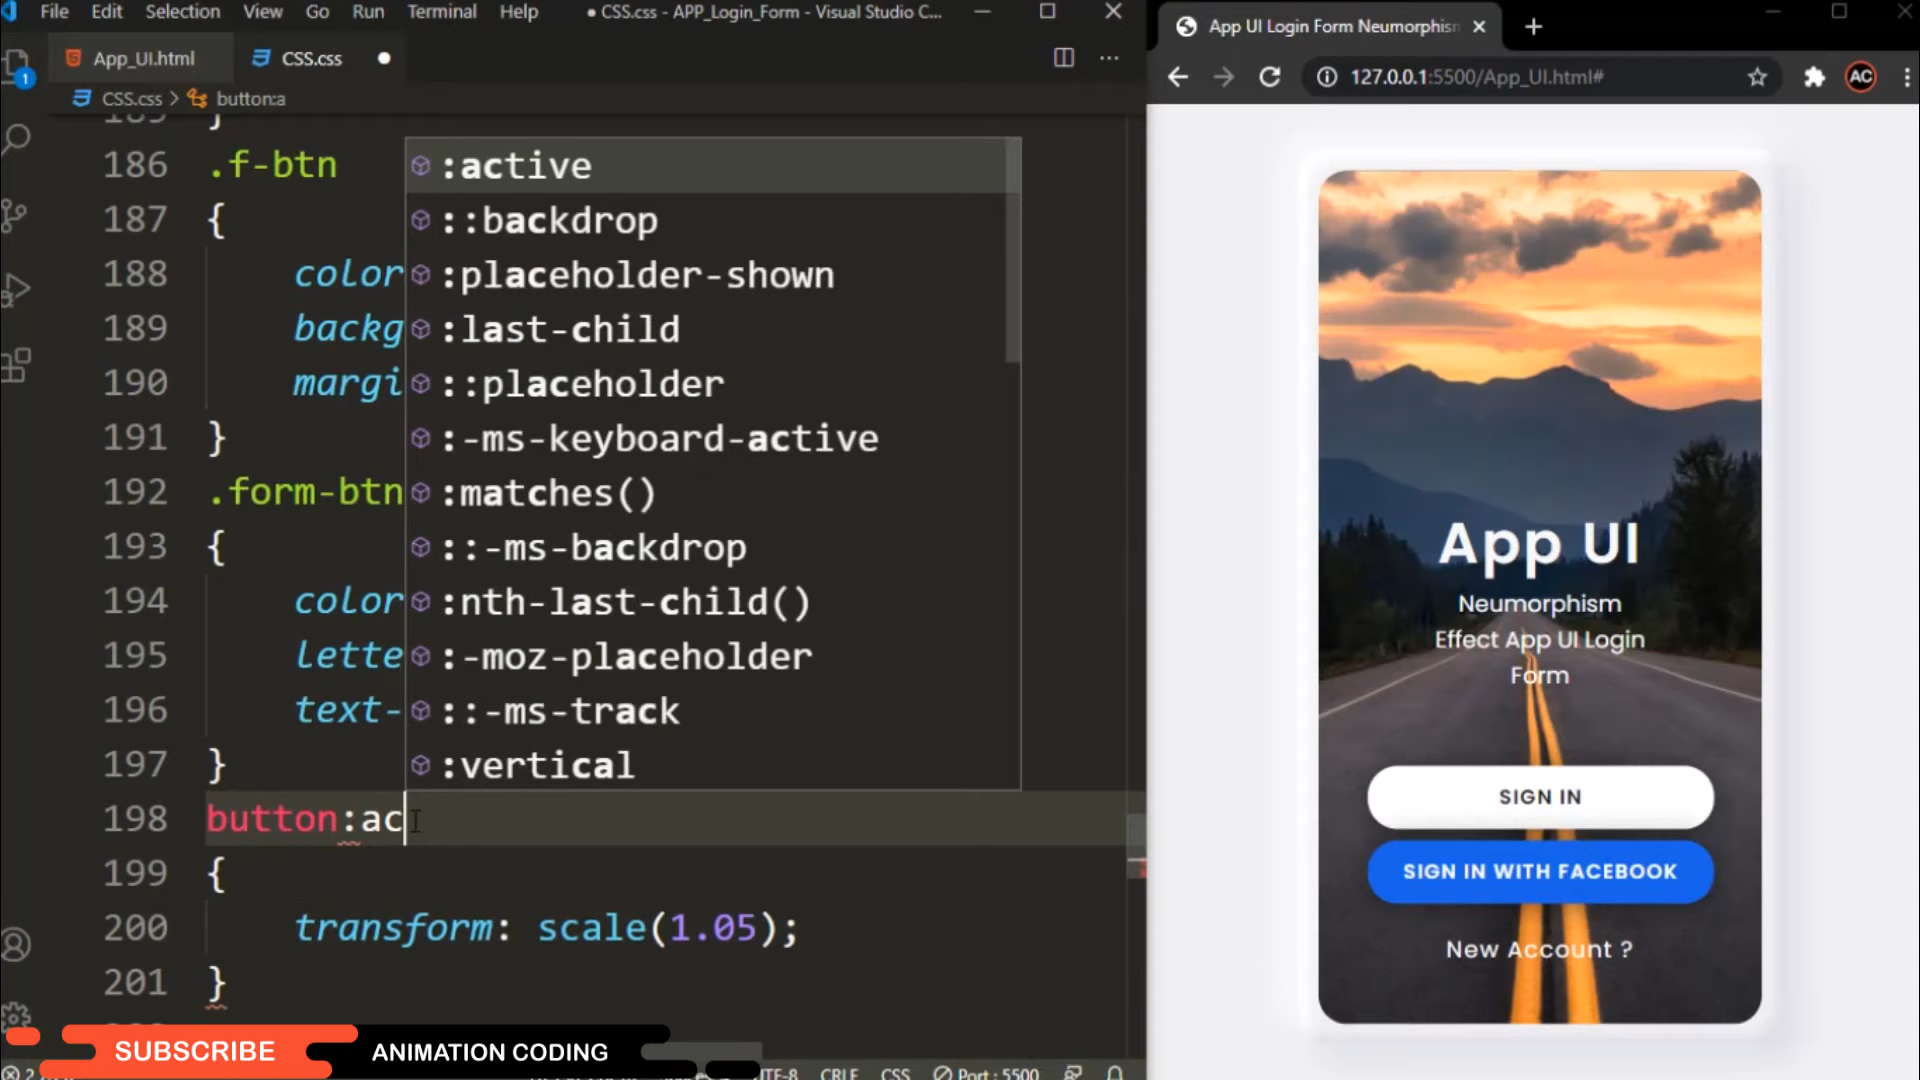 File Edit Selection View Go Run Terminal Help ● CSS.css - APP_Login_Form - Visual Studio C...
App_UI.html CSS.css
CSS.css > button:a
1
186 .f-btn
187 {
188 color
189 backg
190 margi
191 }
192 .form-btn
193 {
194 color
195 lette
196 text-
197 }
198 button:ac
199 {
200 transform: scale(1.05);
201 }
:active
::backdrop
:placeholder-shown
:last-child
::placeholder
:-ms-keyboard-active
:matches()
::-ms-backdrop
:nth-last-child()
:-moz-placeholder
::-ms-track
:vertical
SUBSCRIBE ANIMATION CODING
CRLF CSS Port : 5500
App UI Login Form Neumorphism
127.0.0.1:5500/App_UI.html#
AC
App UI
Neumorphism
Effect App UI Login
Form
SIGN IN
SIGN IN WITH FACEBOOK
New Account ?